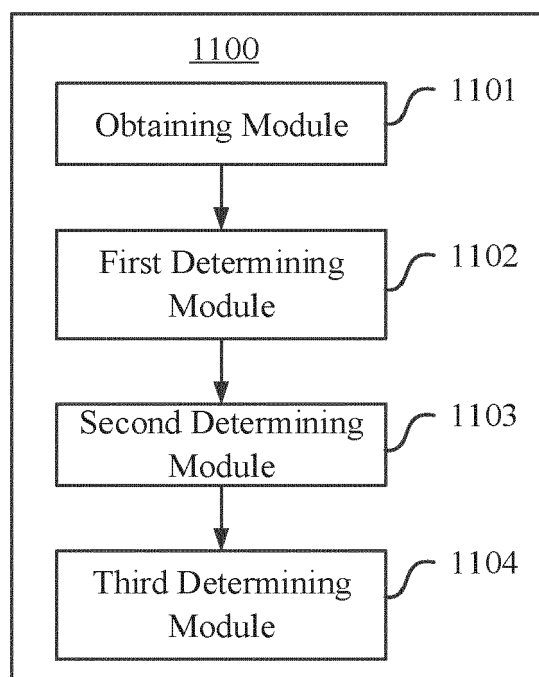 1100
Obtaining Module
1101
First Determining
Module
1102
Second Determining
Module
1103
Third Determining
Module
1104